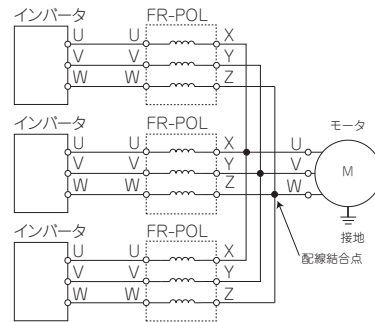 インバータ FR-POL
U U X
V V Y
W W Z
インバータ FR-POL モータ
U U X U
V V Y V M
W W Z W
接地
インバータ FR-POL 配線結合点
U U X
V V Y
W W Z